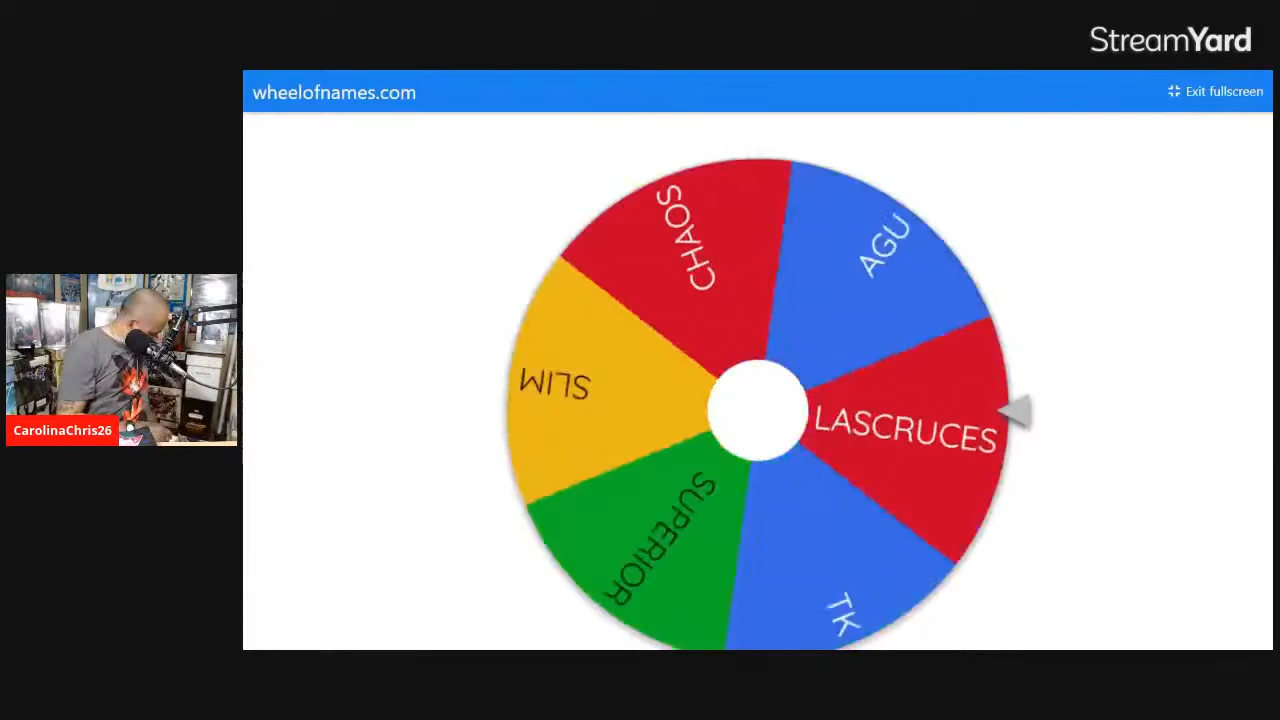 StreamYard
wheelofnames.com
Exit fullscreen
CHAOS
AGU
SLIM
LASCRUCES
SUPERIOR
TK
CarolinaChris26